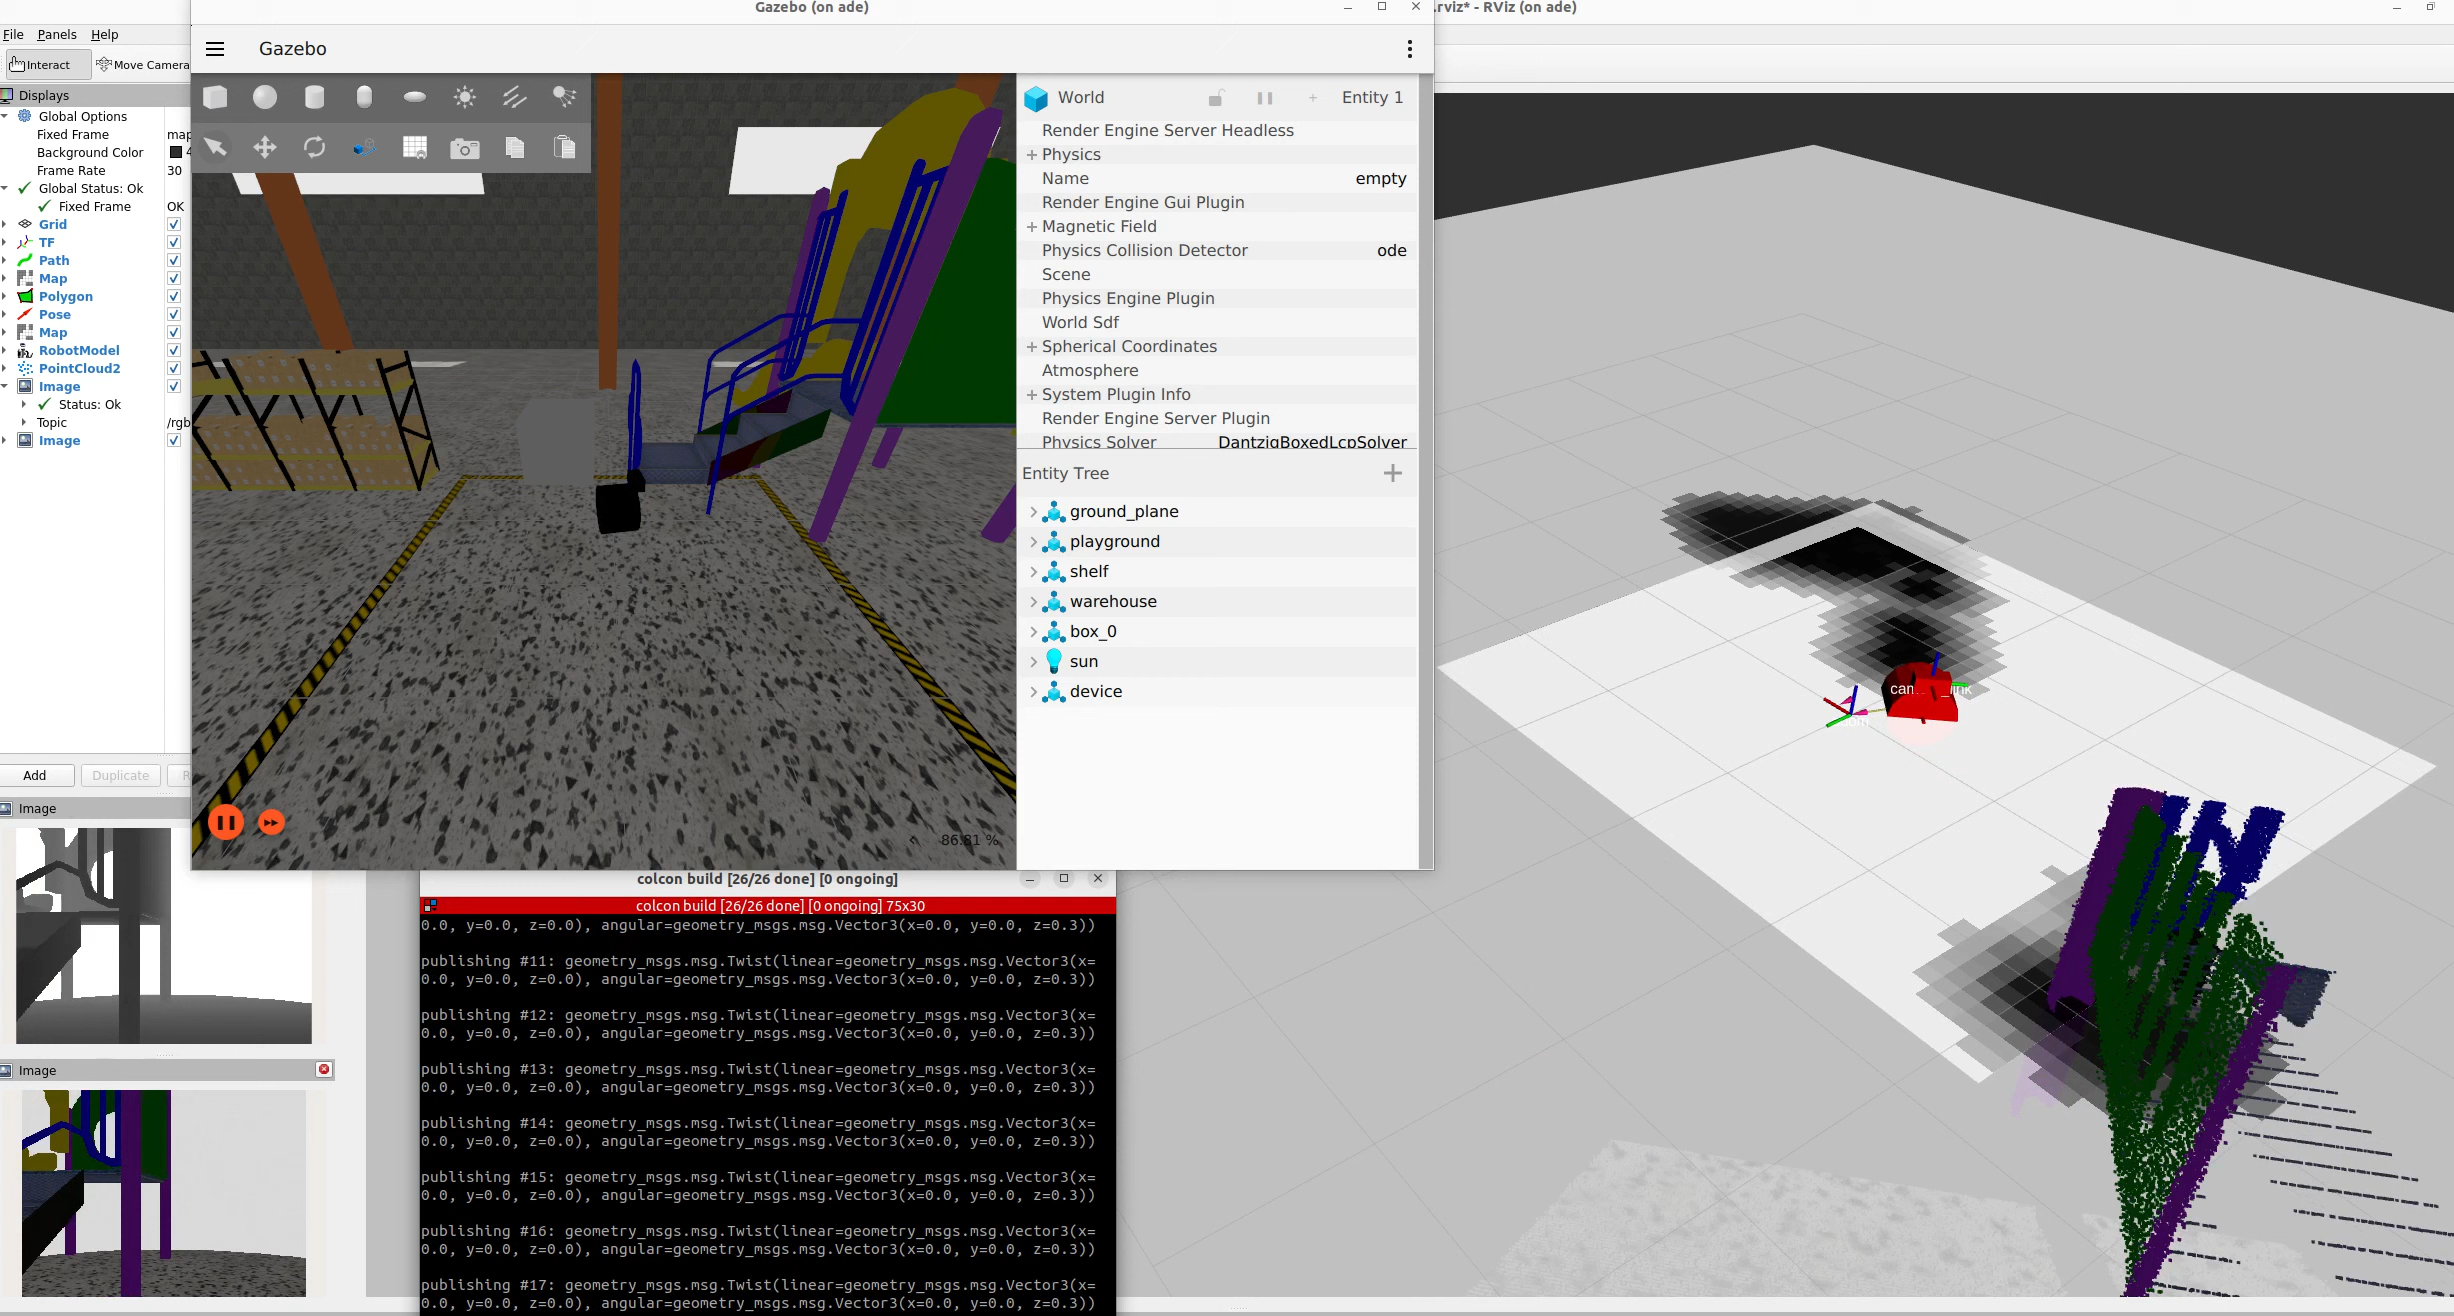 Gazebo (on ade)
.rviz* - RViz (on ade)
File Panels Help
Interact Move Camera
Displays
Global Options
Fixed Frame map
Background Color 4
Frame Rate 30
Global Status: Ok
Fixed Frame OK
Grid
TF
Path
Map
Polygon
Pose
Map
RobotModel
PointCloud2
Image
Status: Ok
Topic /rgb
Image
Add Duplicate R
Image
Image
Gazebo
86.81 %
World Entity 1
Render Engine Server Headless
Physics
Name empty
Render Engine Gui Plugin
Magnetic Field
Physics Collision Detector ode
Scene
Physics Engine Plugin
World Sdf
Spherical Coordinates
Atmosphere
System Plugin Info
Render Engine Server Plugin
Physics Solver DantzigBoxedLcpSolver
Entity Tree
ground_plane
playground
shelf
warehouse
box_0
sun
device
colcon build [26/26 done] [0 ongoing]
colcon build [26/26 done] [0 ongoing] 75x30
0.0, y=0.0, z=0.0), angular=geometry_msgs.msg.Vector3(x=0.0, y=0.0, z=0.3))
publishing #11: geometry_msgs.msg.Twist(linear=geometry_msgs.msg.Vector3(x=
0.0, y=0.0, z=0.0), angular=geometry_msgs.msg.Vector3(x=0.0, y=0.0, z=0.3))
publishing #12: geometry_msgs.msg.Twist(linear=geometry_msgs.msg.Vector3(x=
0.0, y=0.0, z=0.0), angular=geometry_msgs.msg.Vector3(x=0.0, y=0.0, z=0.3))
publishing #13: geometry_msgs.msg.Twist(linear=geometry_msgs.msg.Vector3(x=
0.0, y=0.0, z=0.0), angular=geometry_msgs.msg.Vector3(x=0.0, y=0.0, z=0.3))
publishing #14: geometry_msgs.msg.Twist(linear=geometry_msgs.msg.Vector3(x=
0.0, y=0.0, z=0.0), angular=geometry_msgs.msg.Vector3(x=0.0, y=0.0, z=0.3))
publishing #15: geometry_msgs.msg.Twist(linear=geometry_msgs.msg.Vector3(x=
0.0, y=0.0, z=0.0), angular=geometry_msgs.msg.Vector3(x=0.0, y=0.0, z=0.3))
publishing #16: geometry_msgs.msg.Twist(linear=geometry_msgs.msg.Vector3(x=
0.0, y=0.0, z=0.0), angular=geometry_msgs.msg.Vector3(x=0.0, y=0.0, z=0.3))
publishing #17: geometry_msgs.msg.Twist(linear=geometry_msgs.msg.Vector3(x=
0.0, y=0.0, z=0.0), angular=geometry_msgs.msg.Vector3(x=0.0, y=0.0, z=0.3))